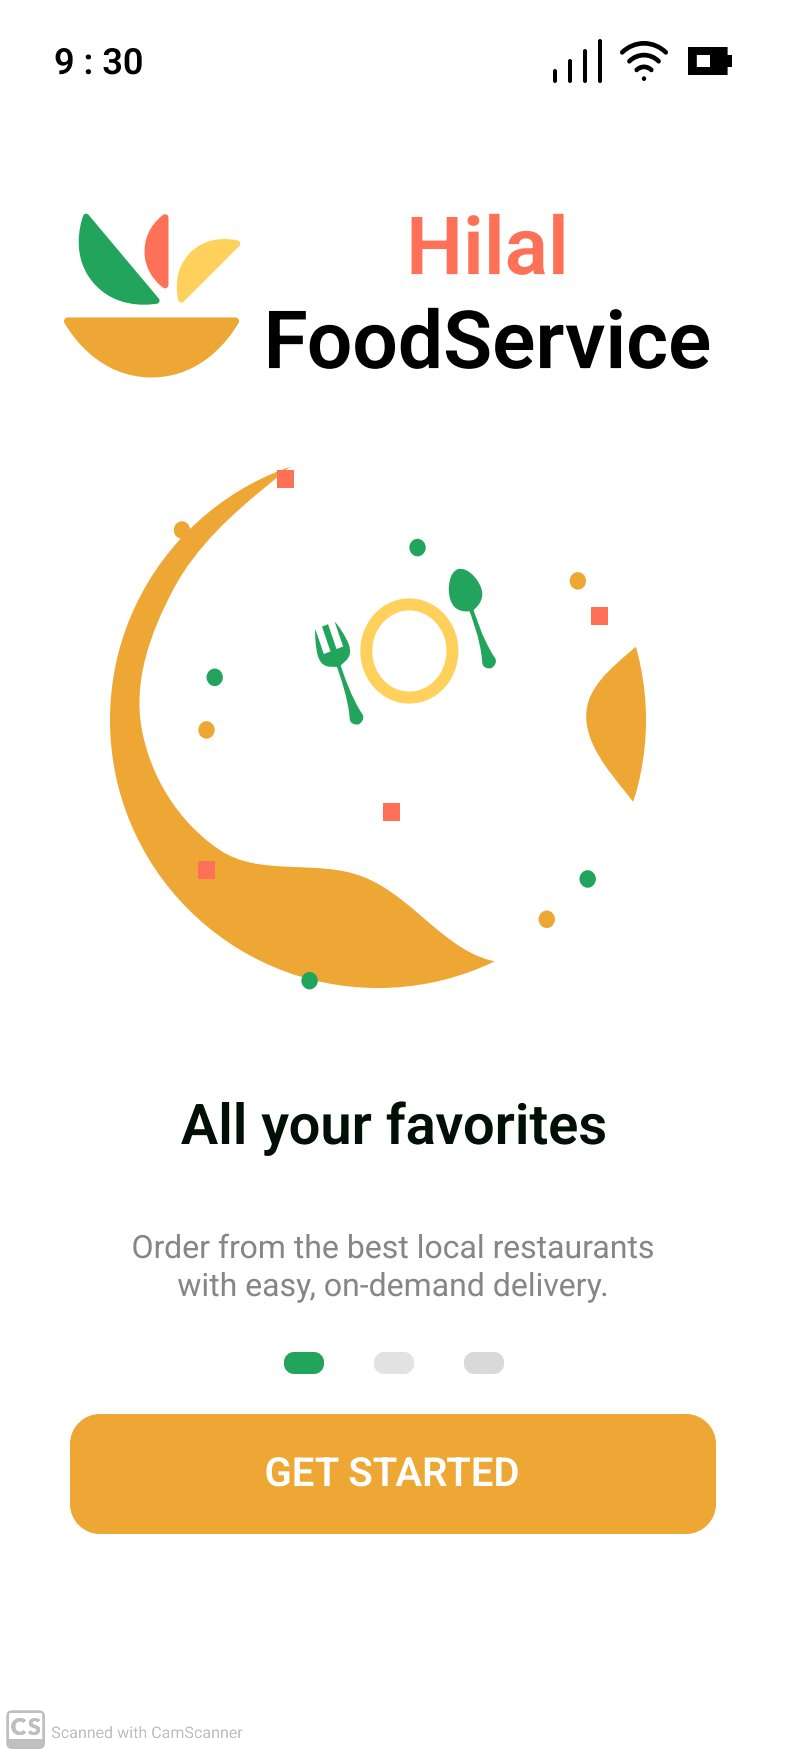 9 : 30
Hilal
FoodService
All your favorites
Order from the best local restaurants
with easy, on-demand delivery.
GET STARTED
CS Scanned with CamScanner